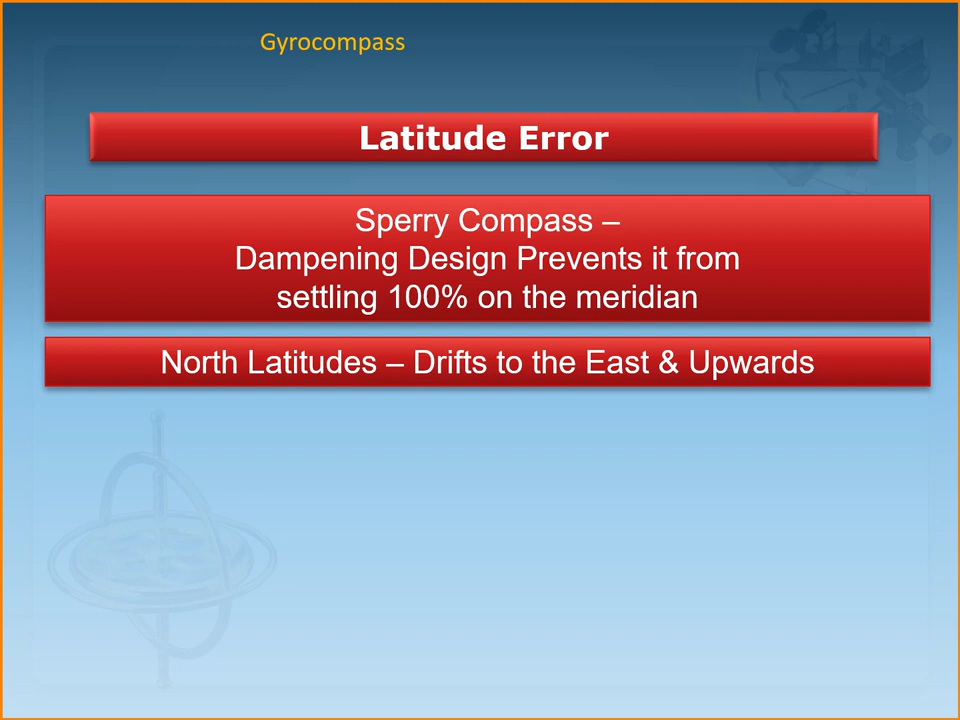 Gyrocompass
Latitude Error
Sperry Compass –
Dampening Design Prevents it from
settling 100% on the meridian
North Latitudes – Drifts to the East & Upwards